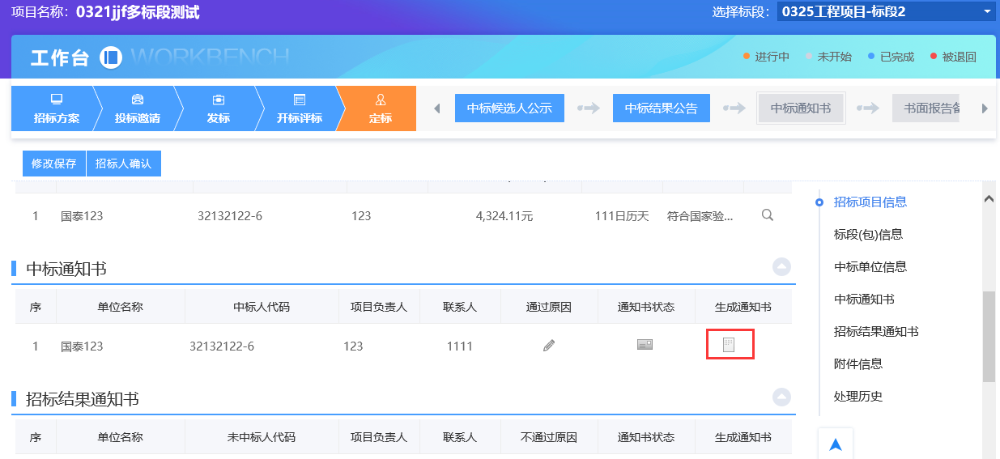 项目名称：0321jjf多标段测试 选择标段：0325工程项目-标段2
工作台 WORKBENCH 进行中 未开始 已完成 被退回
招标方案 投标邀请 发标 开标评标 定标 中标候选人公示 中标结果公告 中标通知书 书面报告备
修改保存 招标人确认
1 国泰123 32132122-6 123 4,324.11元 111日历天 符合国家验...
中标通知书
序 单位名称 中标人代码 项目负责人 联系人 通过原因 通知书状态 生成通知书
1 国泰123 32132122-6 123 1111
招标结果通知书
序 单位名称 未中标人代码 项目负责人 联系人 不通过原因 通知书状态 生成通知书
招标项目信息
标段(包)信息
中标单位信息
中标通知书
招标结果通知书
附件信息
处理历史